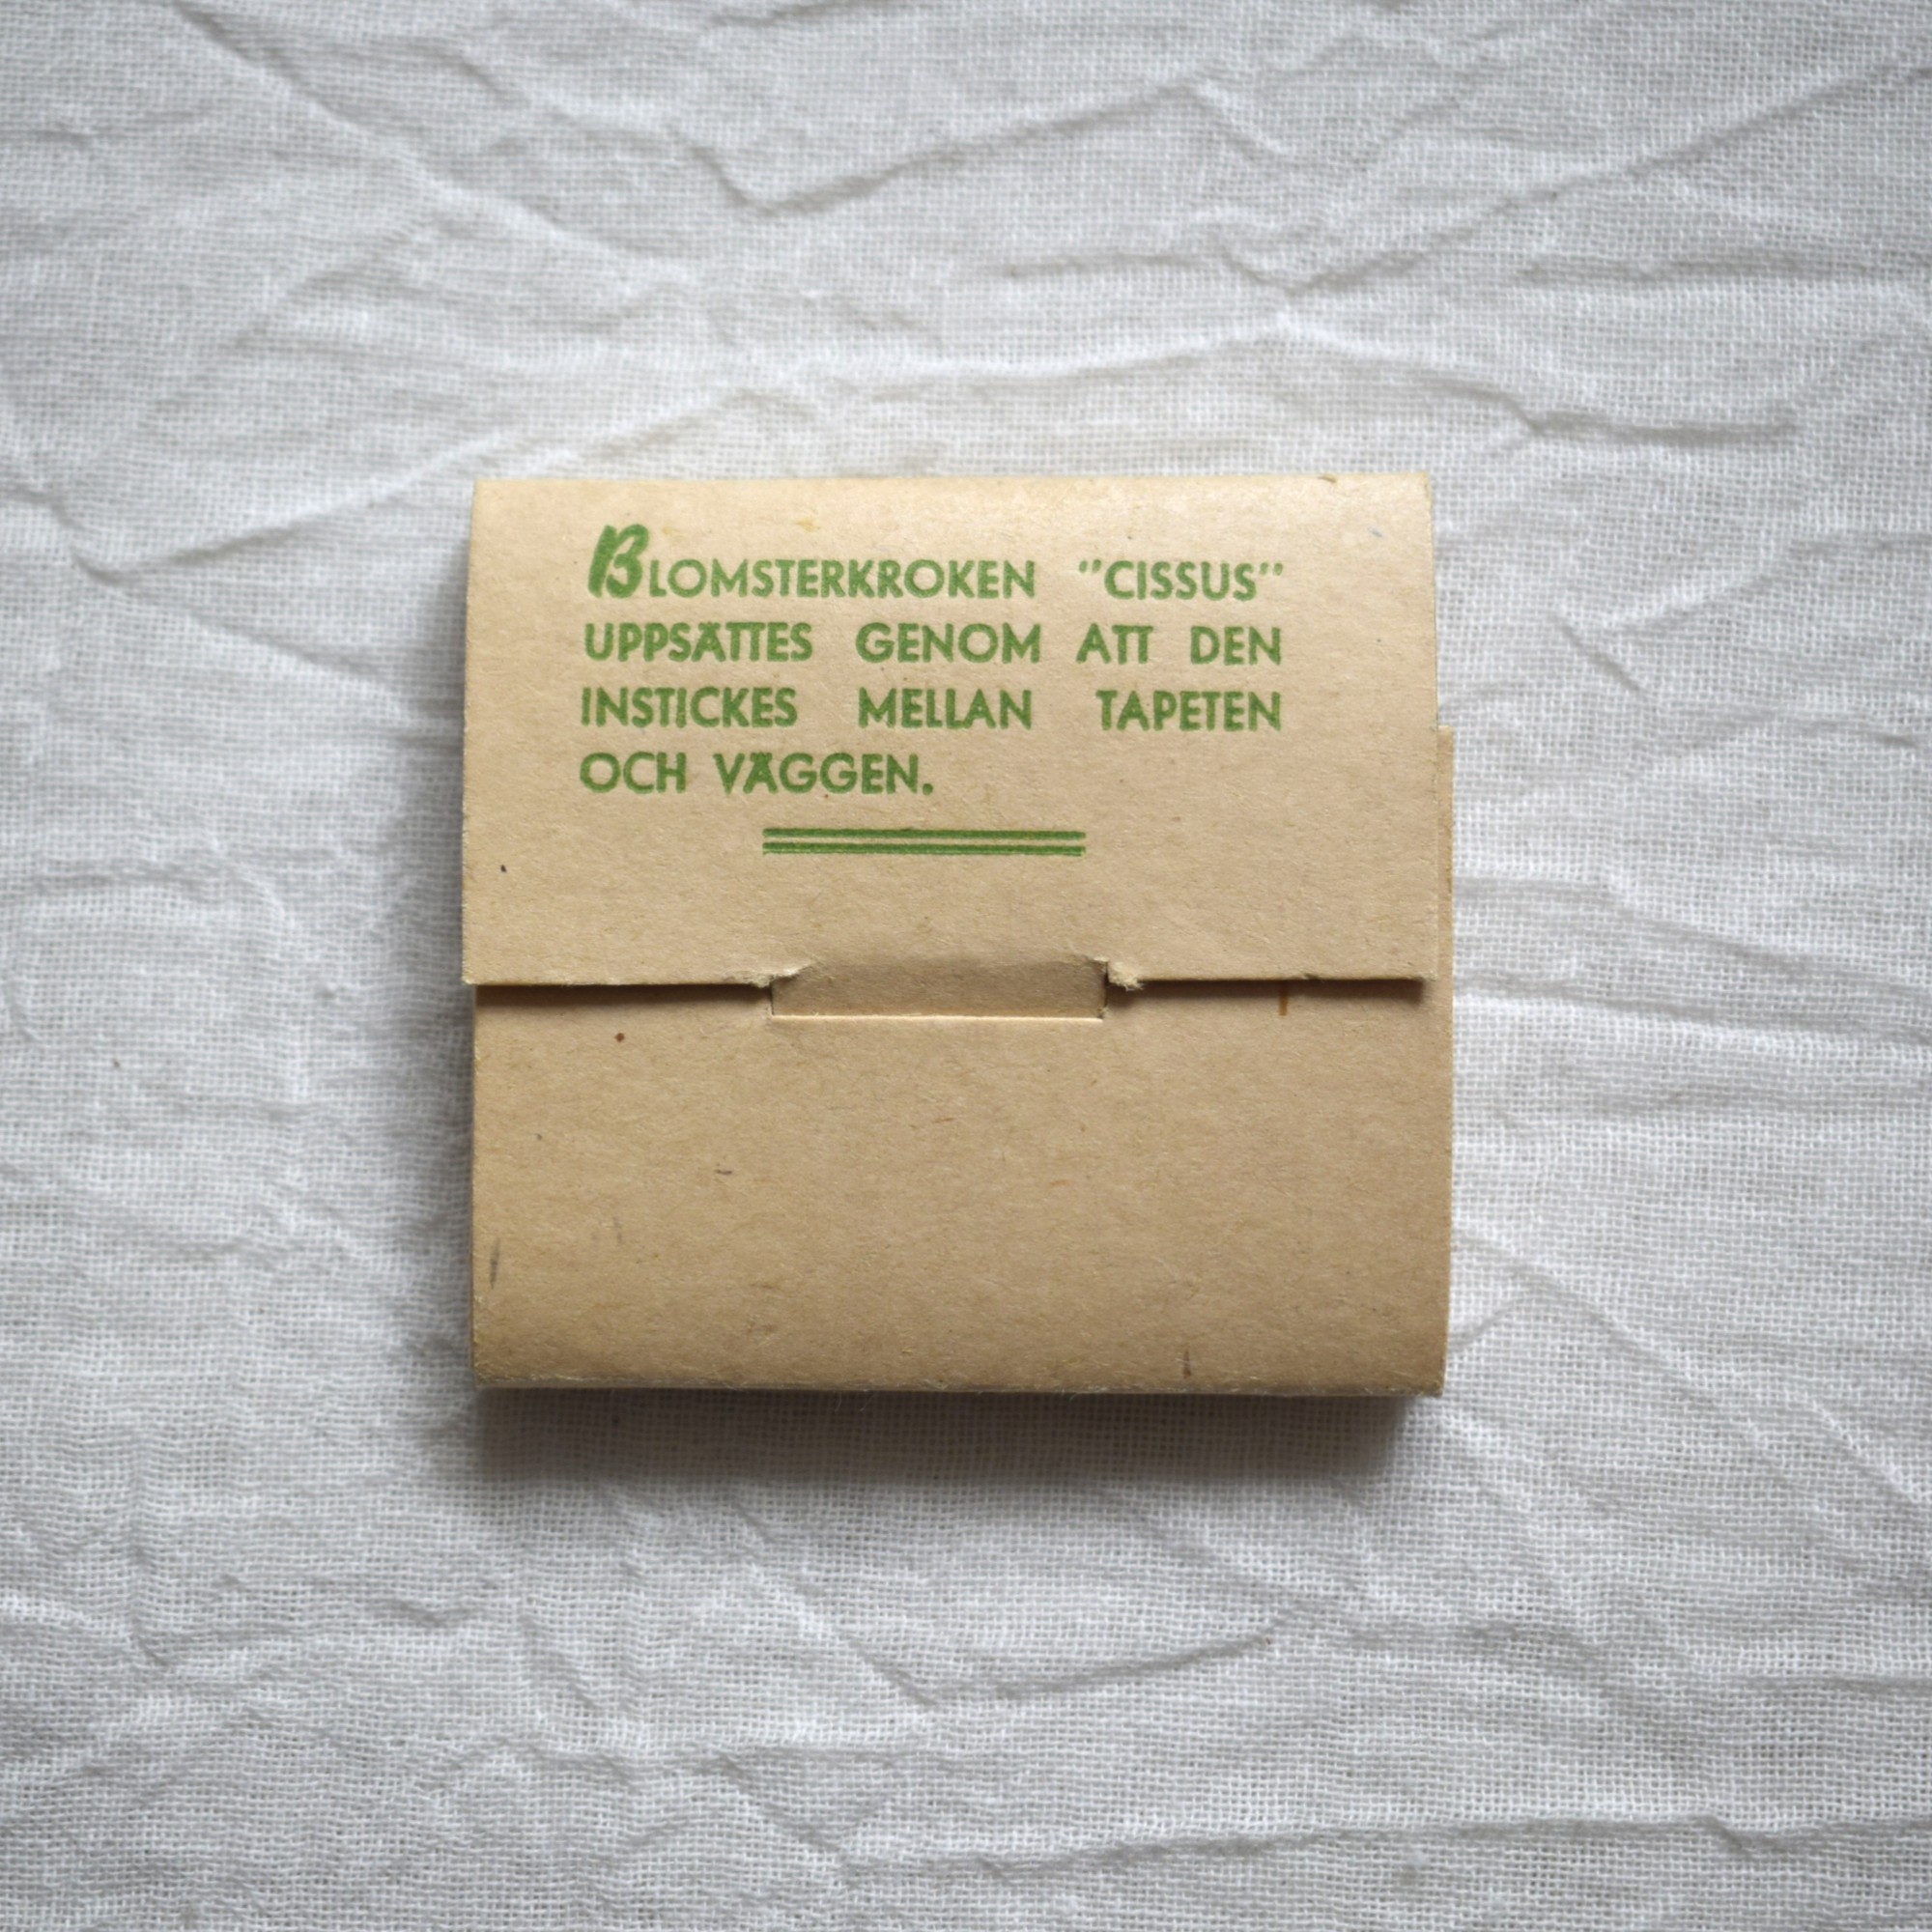 BLOMSTERKROKEN "CISSUS"
UPPSÄTTES GENOM ATT DEN
INSTICKES MELLAN TAPETEN
OCH VÄGGEN.